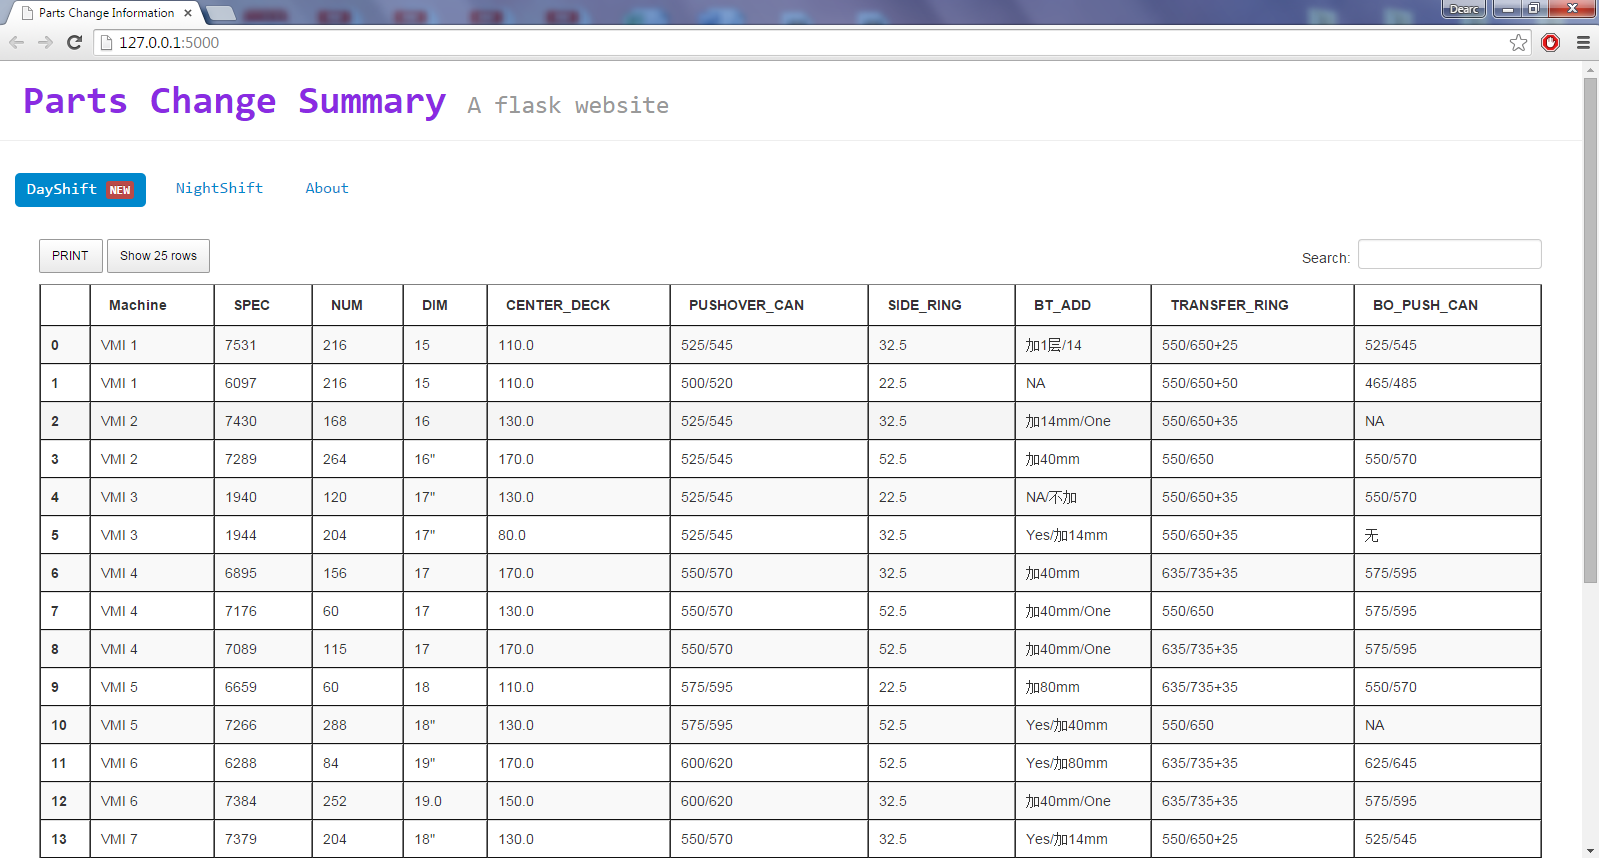 Parts Change Information
Dearc
127.0.0.1:5000
Parts Change Summary A flask website
DayShift NEW NightShift About
PRINT Show 25 rows Search:
Machine SPEC NUM DIM CENTER_DECK PUSHOVER_CAN SIDE_RING BT_ADD TRANSFER_RING BO_PUSH_CAN
0 VMI 1 7531 216 15 110.0 525/545 32.5 加1层/14 550/650+25 525/545
1 VMI 1 6097 216 15 110.0 500/520 22.5 NA 550/650+50 465/485
2 VMI 2 7430 168 16 130.0 525/545 32.5 加14mm/One 550/650+35 NA
3 VMI 2 7289 264 16" 170.0 525/545 52.5 加40mm 550/650 550/570
4 VMI 3 1940 120 17" 130.0 525/545 22.5 NA/不加 550/650+35 550/570
5 VMI 3 1944 204 17" 80.0 525/545 32.5 Yes/加14mm 550/650+35 无
6 VMI 4 6895 156 17 170.0 550/570 32.5 加40mm 635/735+35 575/595
7 VMI 4 7176 60 17 130.0 550/570 52.5 加40mm/One 550/650 575/595
8 VMI 4 7089 115 17 170.0 550/570 52.5 加40mm/One 635/735+35 575/595
9 VMI 5 6659 60 18 110.0 575/595 22.5 加80mm 635/735+35 550/570
10 VMI 5 7266 288 18" 130.0 575/595 52.5 Yes/加40mm 550/650 NA
11 VMI 6 6288 84 19" 170.0 600/620 52.5 Yes/加80mm 635/735+35 625/645
12 VMI 6 7384 252 19.0 150.0 600/620 32.5 加40mm/One 635/735+35 575/595
13 VMI 7 7379 204 18" 130.0 550/570 32.5 Yes/加14mm 550/650+25 525/545